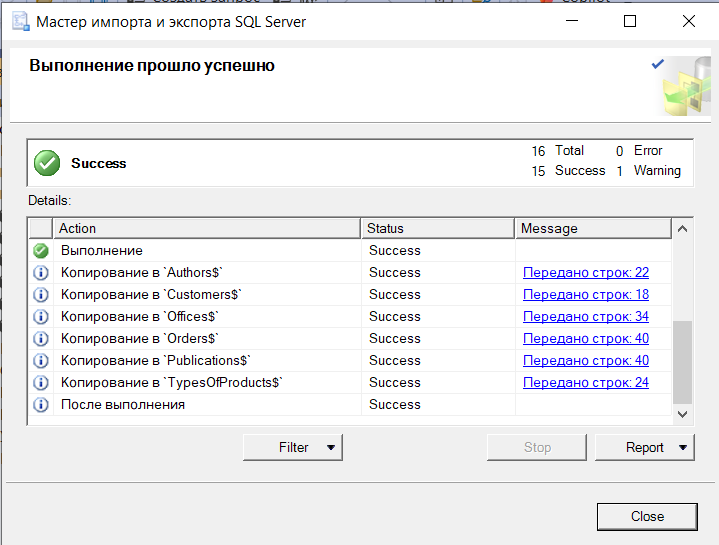 Мастер импорта и экспорта SQL Server
Выполнение прошло успешно
Success
16 Total 0 Error
15 Success 1 Warning
Details:
Action Status Message
Выполнение Success
Копирование в `Authors$` Success Передано строк: 22
Копирование в `Customers$` Success Передано строк: 18
Копирование в `Offices$` Success Передано строк: 34
Копирование в `Orders$` Success Передано строк: 40
Копирование в `Publications$` Success Передано строк: 40
Копирование в `TypesOfProducts$` Success Передано строк: 24
После выполнения Success
Filter Stop Report
Close